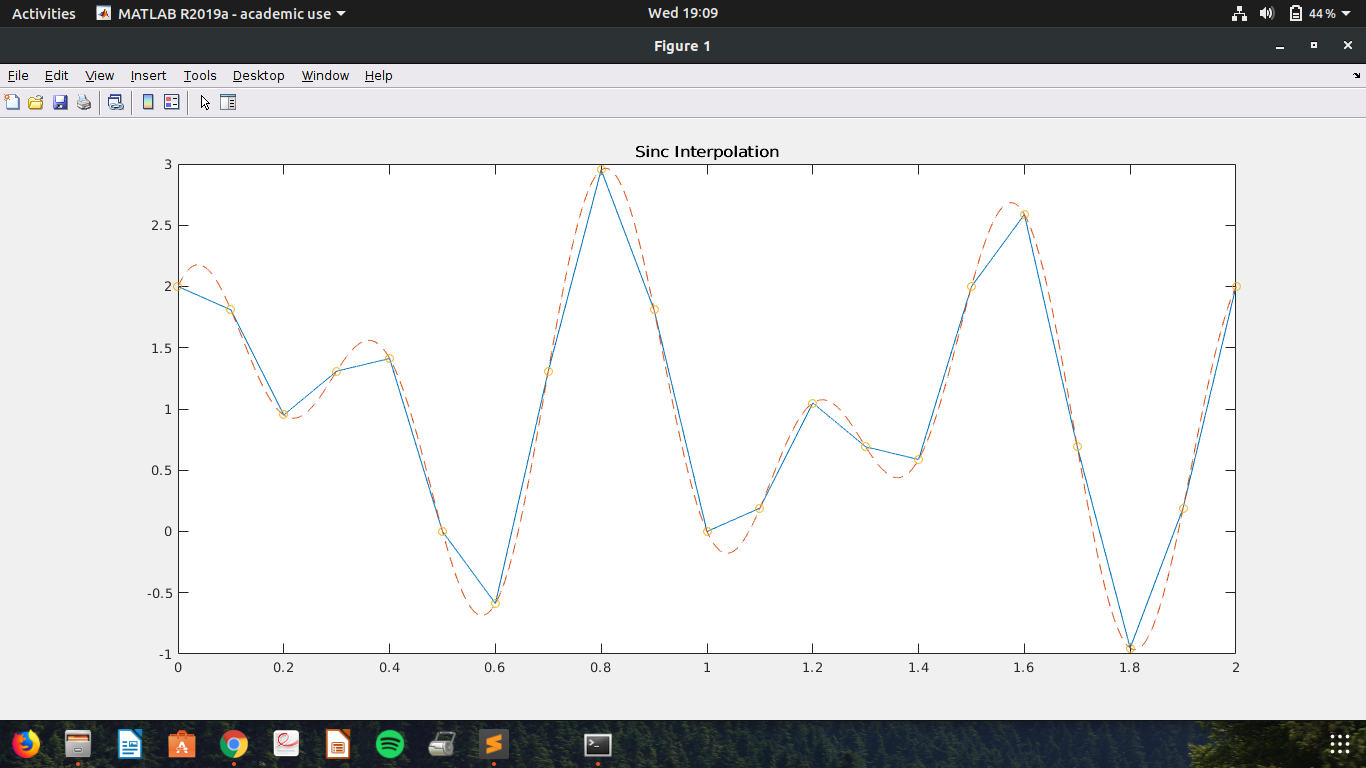 Activities MATLAB R2019a - academic use Wed 19:09 44 %
Figure 1
File Edit View Insert Tools Desktop Window Help
Sinc Interpolation
3
2.5
2
1.5
1
0.5
0
-0.5
-1
0 0.2 0.4 0.6 0.8 1 1.2 1.4 1.6 1.8 2